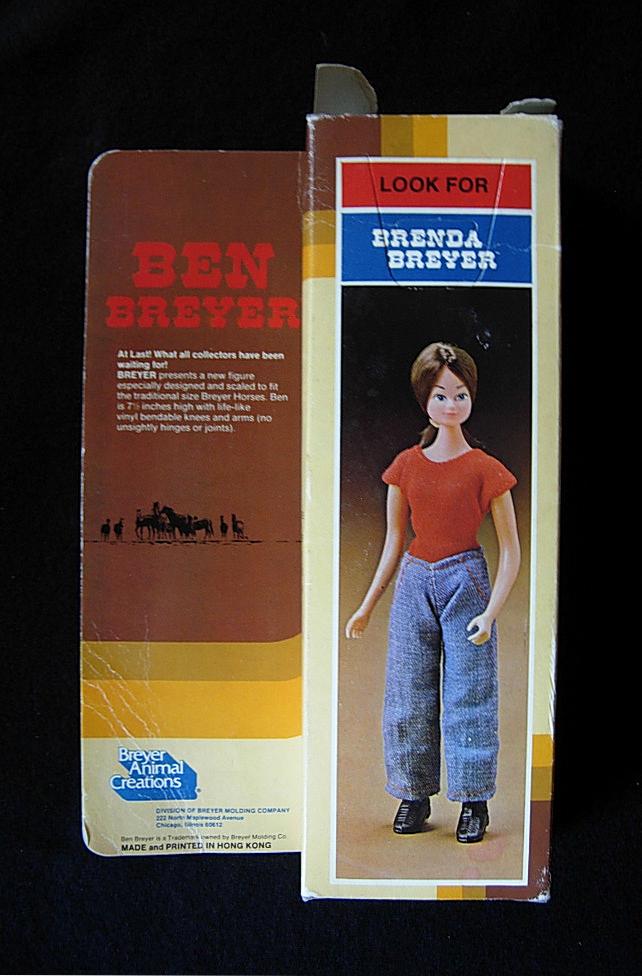 BEN
BREYER
At Last! What all collectors have been
waiting for!
BREYER presents a new figure
especially designed and scaled to fit
the traditional size Breyer Horses. Ben
is 7½ inches high with life-like
vinyl bendable knees and arms (no
unsightly hinges or joints).
Breyer
Animal
Creations®
DIVISION OF BREYER MOLDING COMPANY
222 North Maplewood Avenue
Chicago, Illinois 60612
Ben Breyer is a Trademark owned by Breyer Molding Co.
MADE and PRINTED IN HONG KONG
LOOK FOR
BRENDA
BREYER